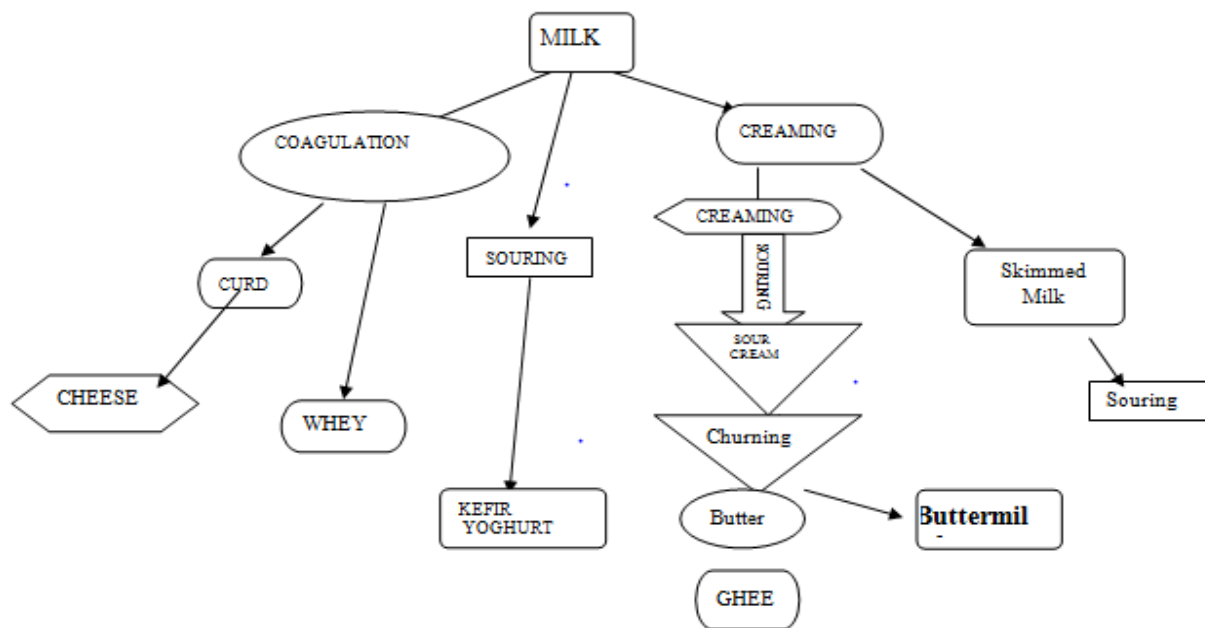 MILK
COAGULATION
CREAMING
CREAMING
SOURING
SOURING
Skimmed
Milk
CURD
SOUR
CREAM
CHEESE
WHEY
Churning
Souring
KEFIR
YOGHURT
Butter
Buttermil
GHEE